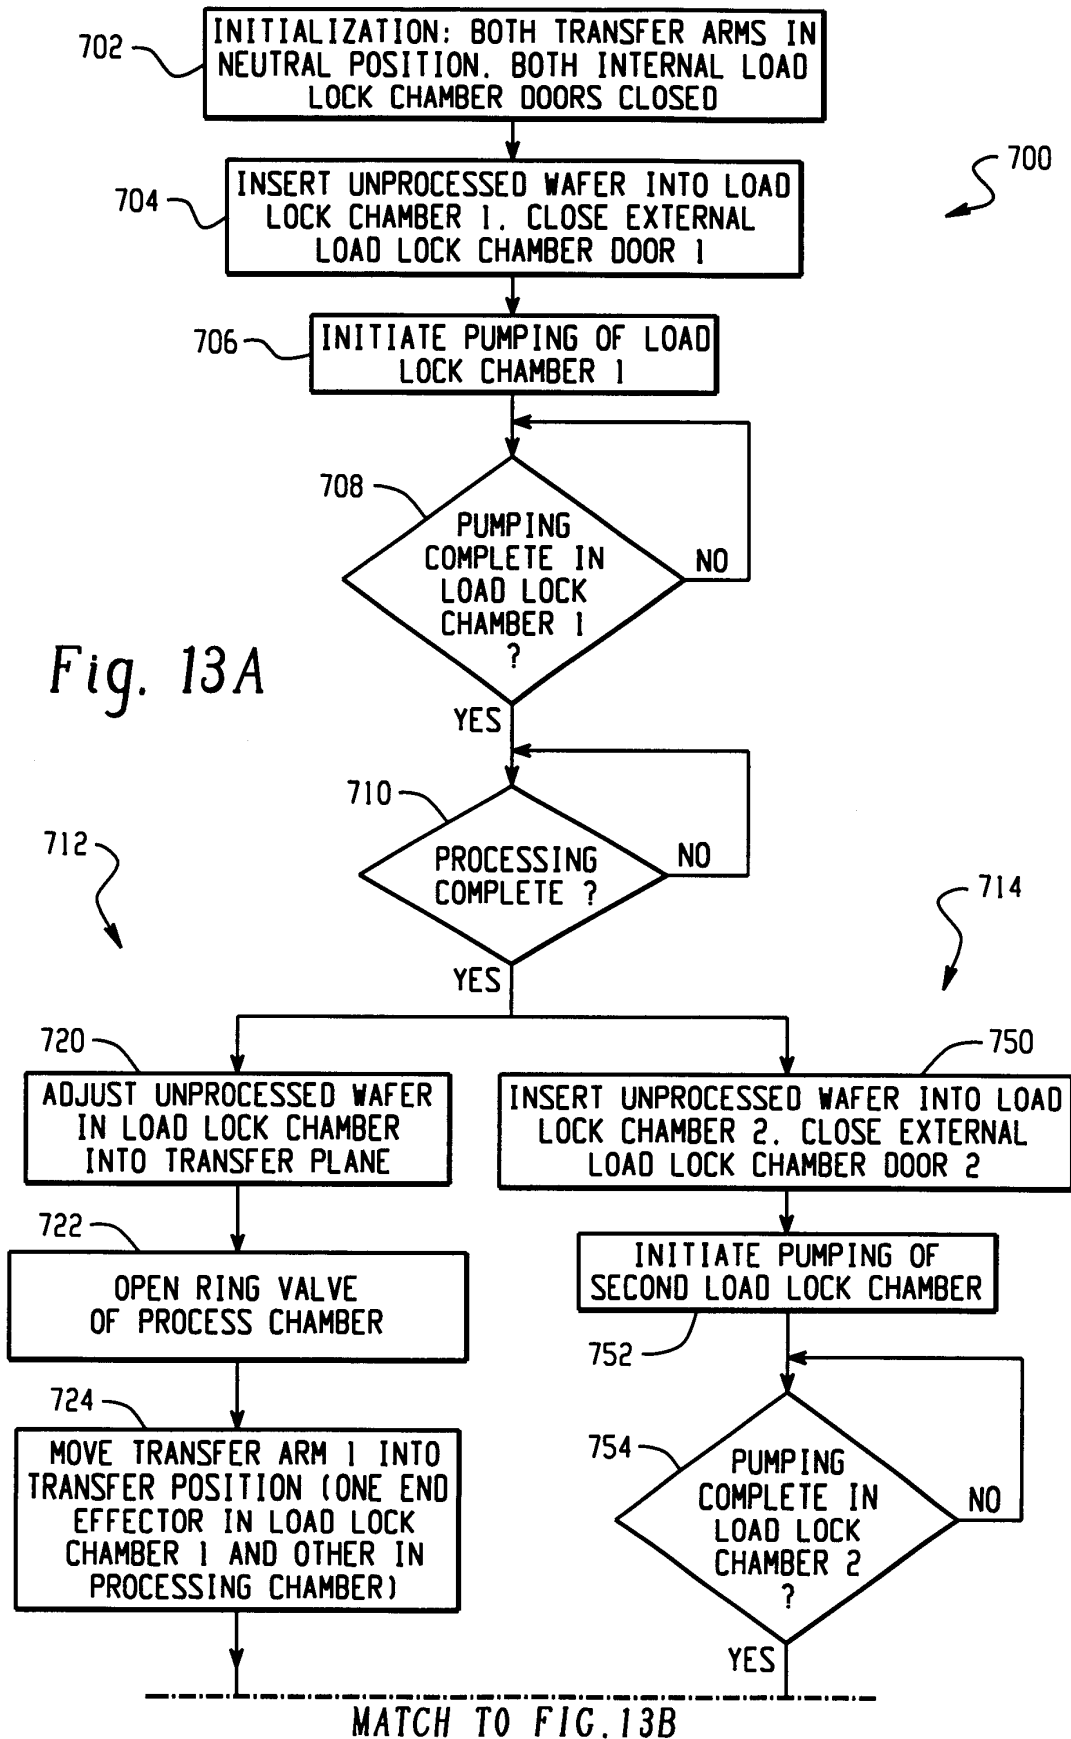 702
INITIALIZATION: BOTH TRANSFER ARMS IN
NEUTRAL POSITION. BOTH INTERNAL LOAD
LOCK CHAMBER DOORS CLOSED
700
704
INSERT UNPROCESSED WAFER INTO LOAD
LOCK CHAMBER 1. CLOSE EXTERNAL
LOAD LOCK CHAMBER DOOR 1
706
INITIATE PUMPING OF LOAD
LOCK CHAMBER 1
708
PUMPING
COMPLETE IN
LOAD LOCK
CHAMBER 1
?
NO
YES
Fig. 13A
710
PROCESSING
COMPLETE ?
NO
YES
712
714
720
ADJUST UNPROCESSED WAFER
IN LOAD LOCK CHAMBER
INTO TRANSFER PLANE
722
OPEN RING VALVE
OF PROCESS CHAMBER
724
MOVE TRANSFER ARM 1 INTO
TRANSFER POSITION (ONE END
EFFECTOR IN LOAD LOCK
CHAMBER 1 AND OTHER IN
PROCESSING CHAMBER)
750
INSERT UNPROCESSED WAFER INTO LOAD
LOCK CHAMBER 2. CLOSE EXTERNAL
LOAD LOCK CHAMBER DOOR 2
INITIATE PUMPING OF
SECOND LOAD LOCK CHAMBER
752
754
PUMPING
COMPLETE IN
LOAD LOCK
CHAMBER 2
?
NO
YES
MATCH TO FIG.13B